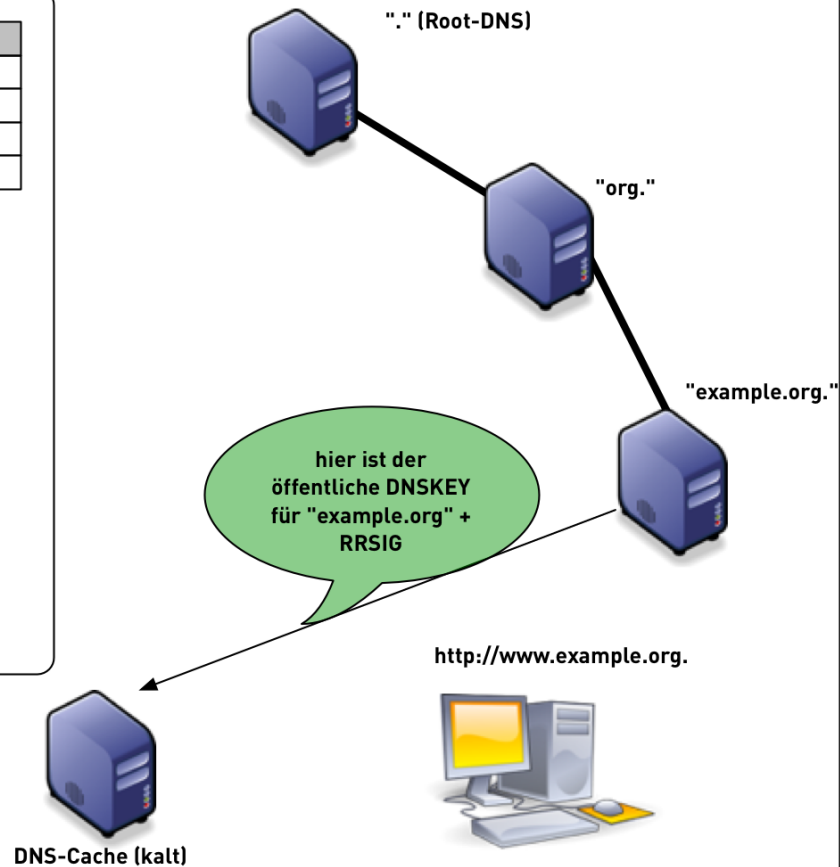 "." (Root-DNS)
"org."
"example.org."
hier ist der
öffentliche DNSKEY
für "example.org" +
RRSIG
http://www.example.org.
DNS-Cache (kalt)